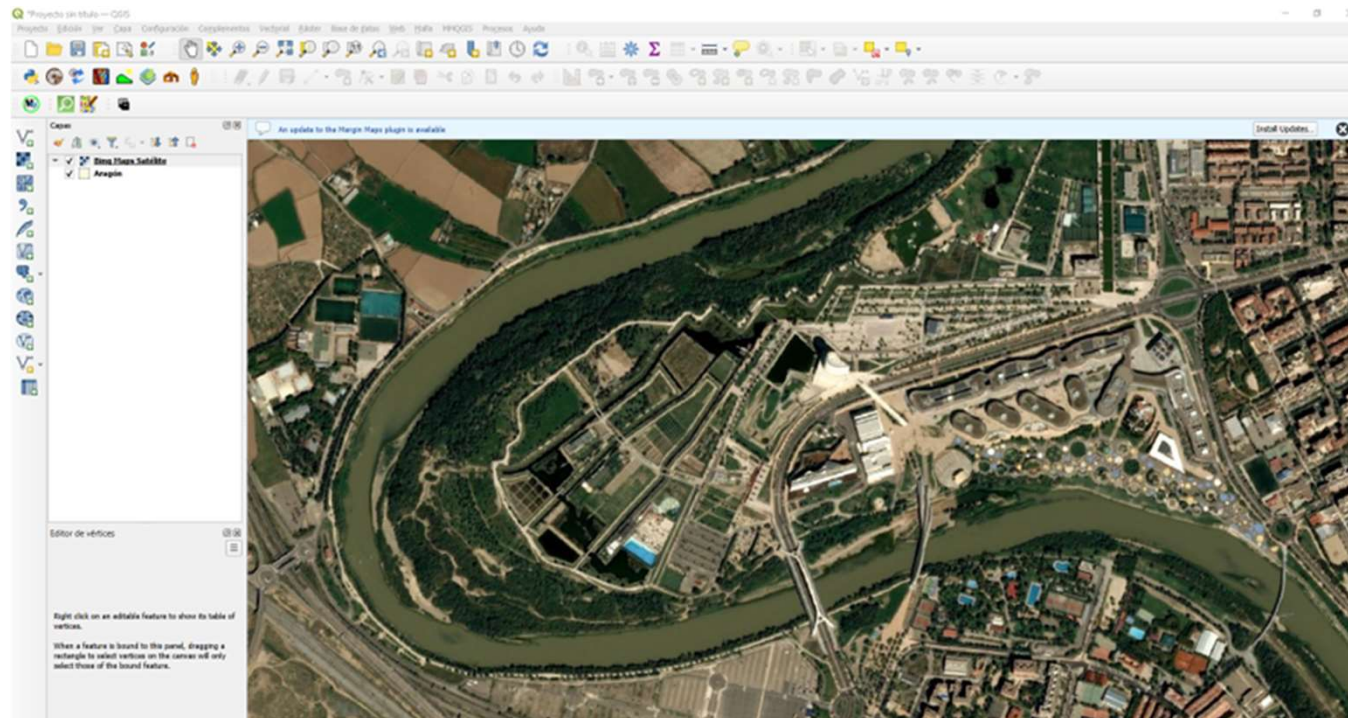 *Proyecto sin título — QGIS
Proyecto Edición Ver Capa Configuración Complementos Vectorial Ráster Base de datos Web Malla MMQGIS Procesos Ayuda
Capas
An update to the Margin Maps plugin is available
Install Updates...
Bing Maps Satélite
Aragón
Editor de vértices
Right click on an editable feature to show its table of
vertices.
When a feature is bound to this panel, dragging a
rectangle to select vertices on the canvas will only
select those of the bound feature.